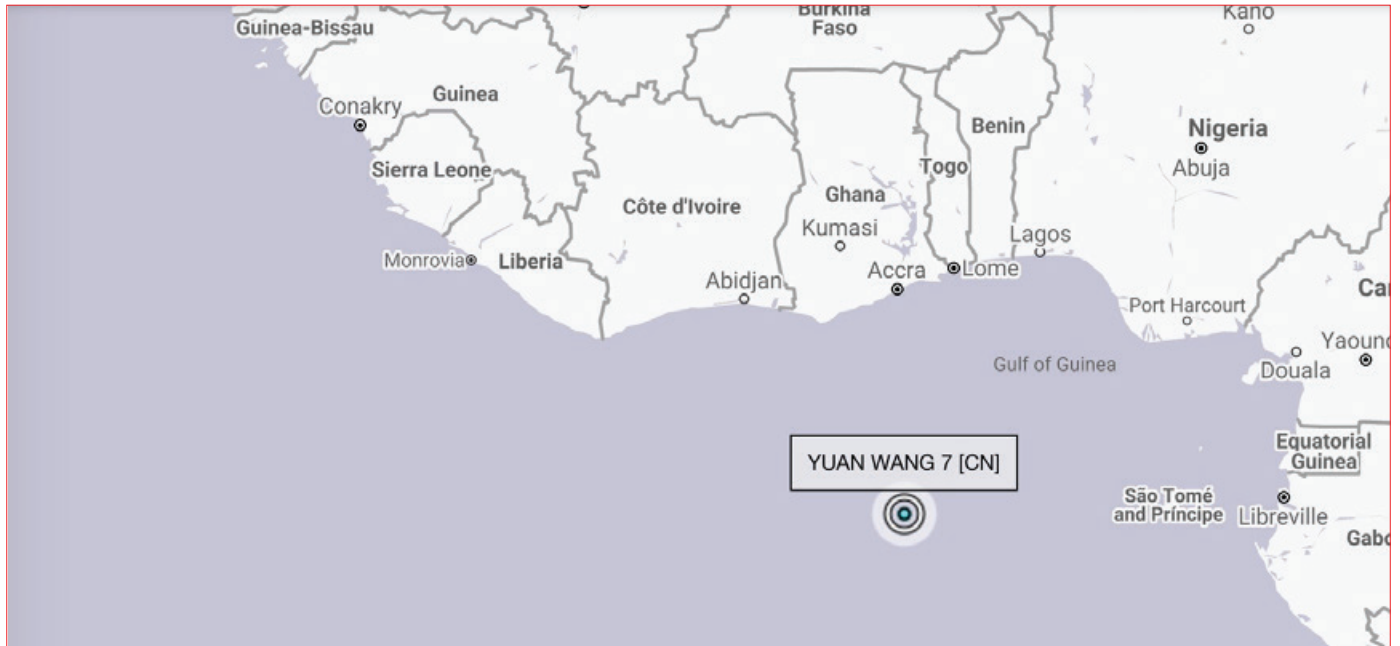 Burkina
Faso
Kano
Guinea-Bissau
Guinea
Conakry
Benin
Nigeria
Abuja
Sierra Leone
Togo
Côte d'Ivoire
Ghana
Kumasi
Lagos
Monrovia
Liberia
Abidjan
Accra
Lome
Port Harcourt
Ca
Yaound
Gulf of Guinea
Douala
YUAN WANG 7 [CN]
Equatorial
Guinea
São Tomé
and Príncipe
Libreville
Gabo